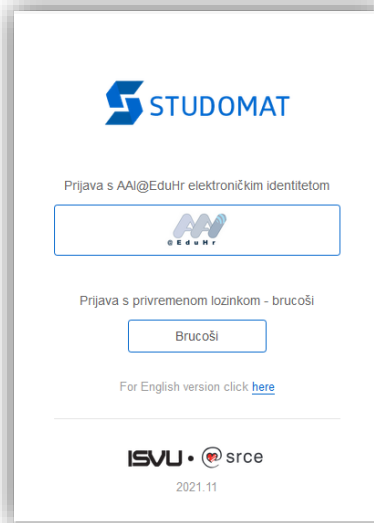 STUDOMAT
Prijava s AAI@EduHr elektroničkim identitetom
AAI
@EduHr
Prijava s privremenom lozinkom - brucoši
Brucoši
For English version click here
ISVU • srce
2021.11